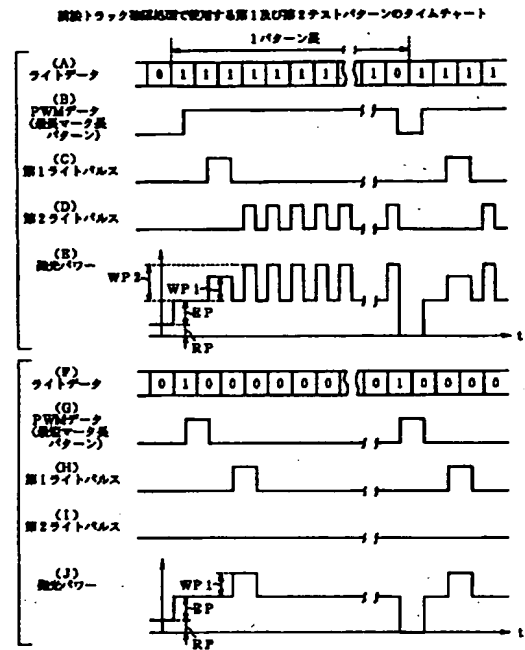 隣接トラック確認処理で使用する第1及び第2テストパターンのタイムチャート
1パターン長
(A)
ライトデータ
0 1 1 1 1 1 1 1 1 0 1 1 1 1
(B)
PWMデータ
(最長マーク長
パターン)
(C)
第1ライトパルス
(D)
第2ライトパルス
(E)
発光パワー
WP2
WP1
EP
RP
t
(F)
ライトデータ
0 1 0 0 0 0 0 0 0 1 0 0 0 0
(G)
PWMデータ
(最短マーク長
パターン)
(H)
第1ライトパルス
(I)
第2ライトパルス
(J)
発光パワー
WP1
EP
RP
t